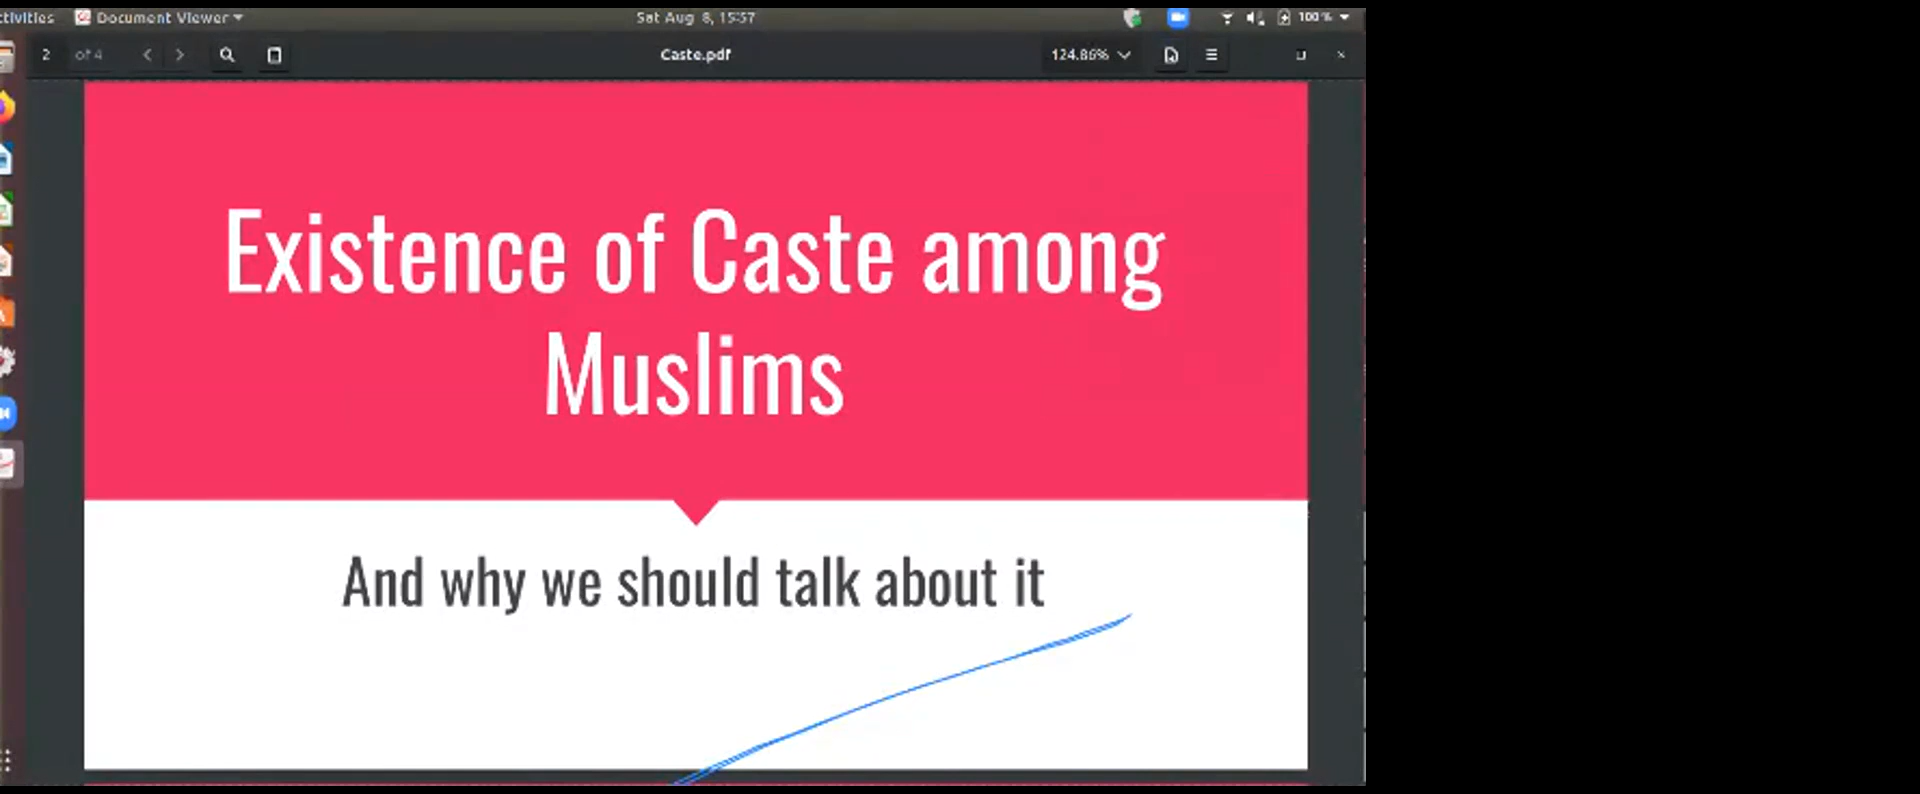 Document Viewer
Sat Aug 8, 15:57
100 %
2 of 4
Caste.pdf
124.86%
Existence of Caste among
Muslims
And why we should talk about it